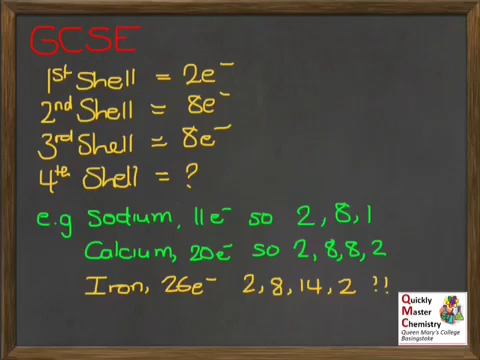 GCSE
1st Shell = 2e⁻
2nd Shell = 8e⁻
3rd Shell = 8e⁻
4th Shell = ?
e.g Sodium, 11e⁻ so 2, 8, 1
Calcium, 20e⁻ so 2, 8, 8, 2
Iron, 26e⁻ 2, 8, 14, 2 !!
Quickly
Master
Chemistry
Queen Mary's College
Basingstoke